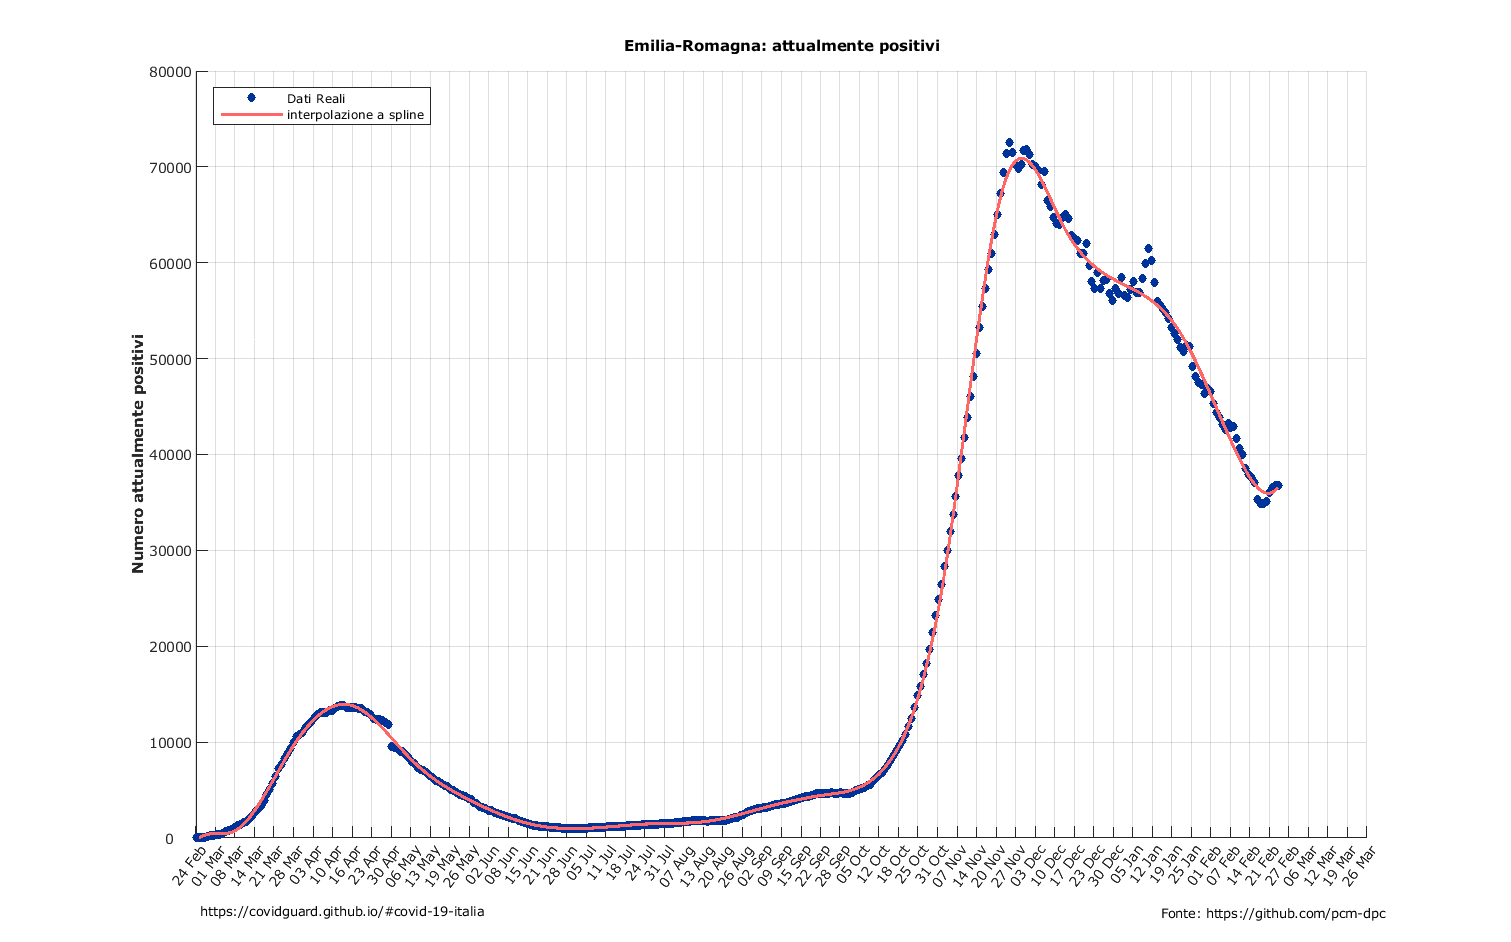 Emilia-Romagna: attualmente positivi
Dati Reali
interpolazione a spline
Numero attualmente positivi
80000
70000
60000
50000
40000
30000
20000
10000
0
24 Feb
01 Mar
08 Mar
14 Mar
21 Mar
28 Mar
03 Apr
10 Apr
16 Apr
23 Apr
30 Apr
06 May
13 May
19 May
26 May
02 Jun
08 Jun
15 Jun
21 Jun
28 Jun
05 Jul
11 Jul
18 Jul
24 Jul
31 Jul
07 Aug
13 Aug
20 Aug
26 Aug
02 Sep
09 Sep
15 Sep
22 Sep
28 Sep
05 Oct
12 Oct
18 Oct
25 Oct
31 Oct
07 Nov
14 Nov
20 Nov
27 Nov
03 Dec
10 Dec
17 Dec
23 Dec
30 Dec
05 Jan
12 Jan
19 Jan
25 Jan
01 Feb
07 Feb
14 Feb
21 Feb
27 Feb
06 Mar
12 Mar
19 Mar
26 Mar
https://covidguard.github.io/#covid-19-italia
Fonte: https://github.com/pcm-dpc